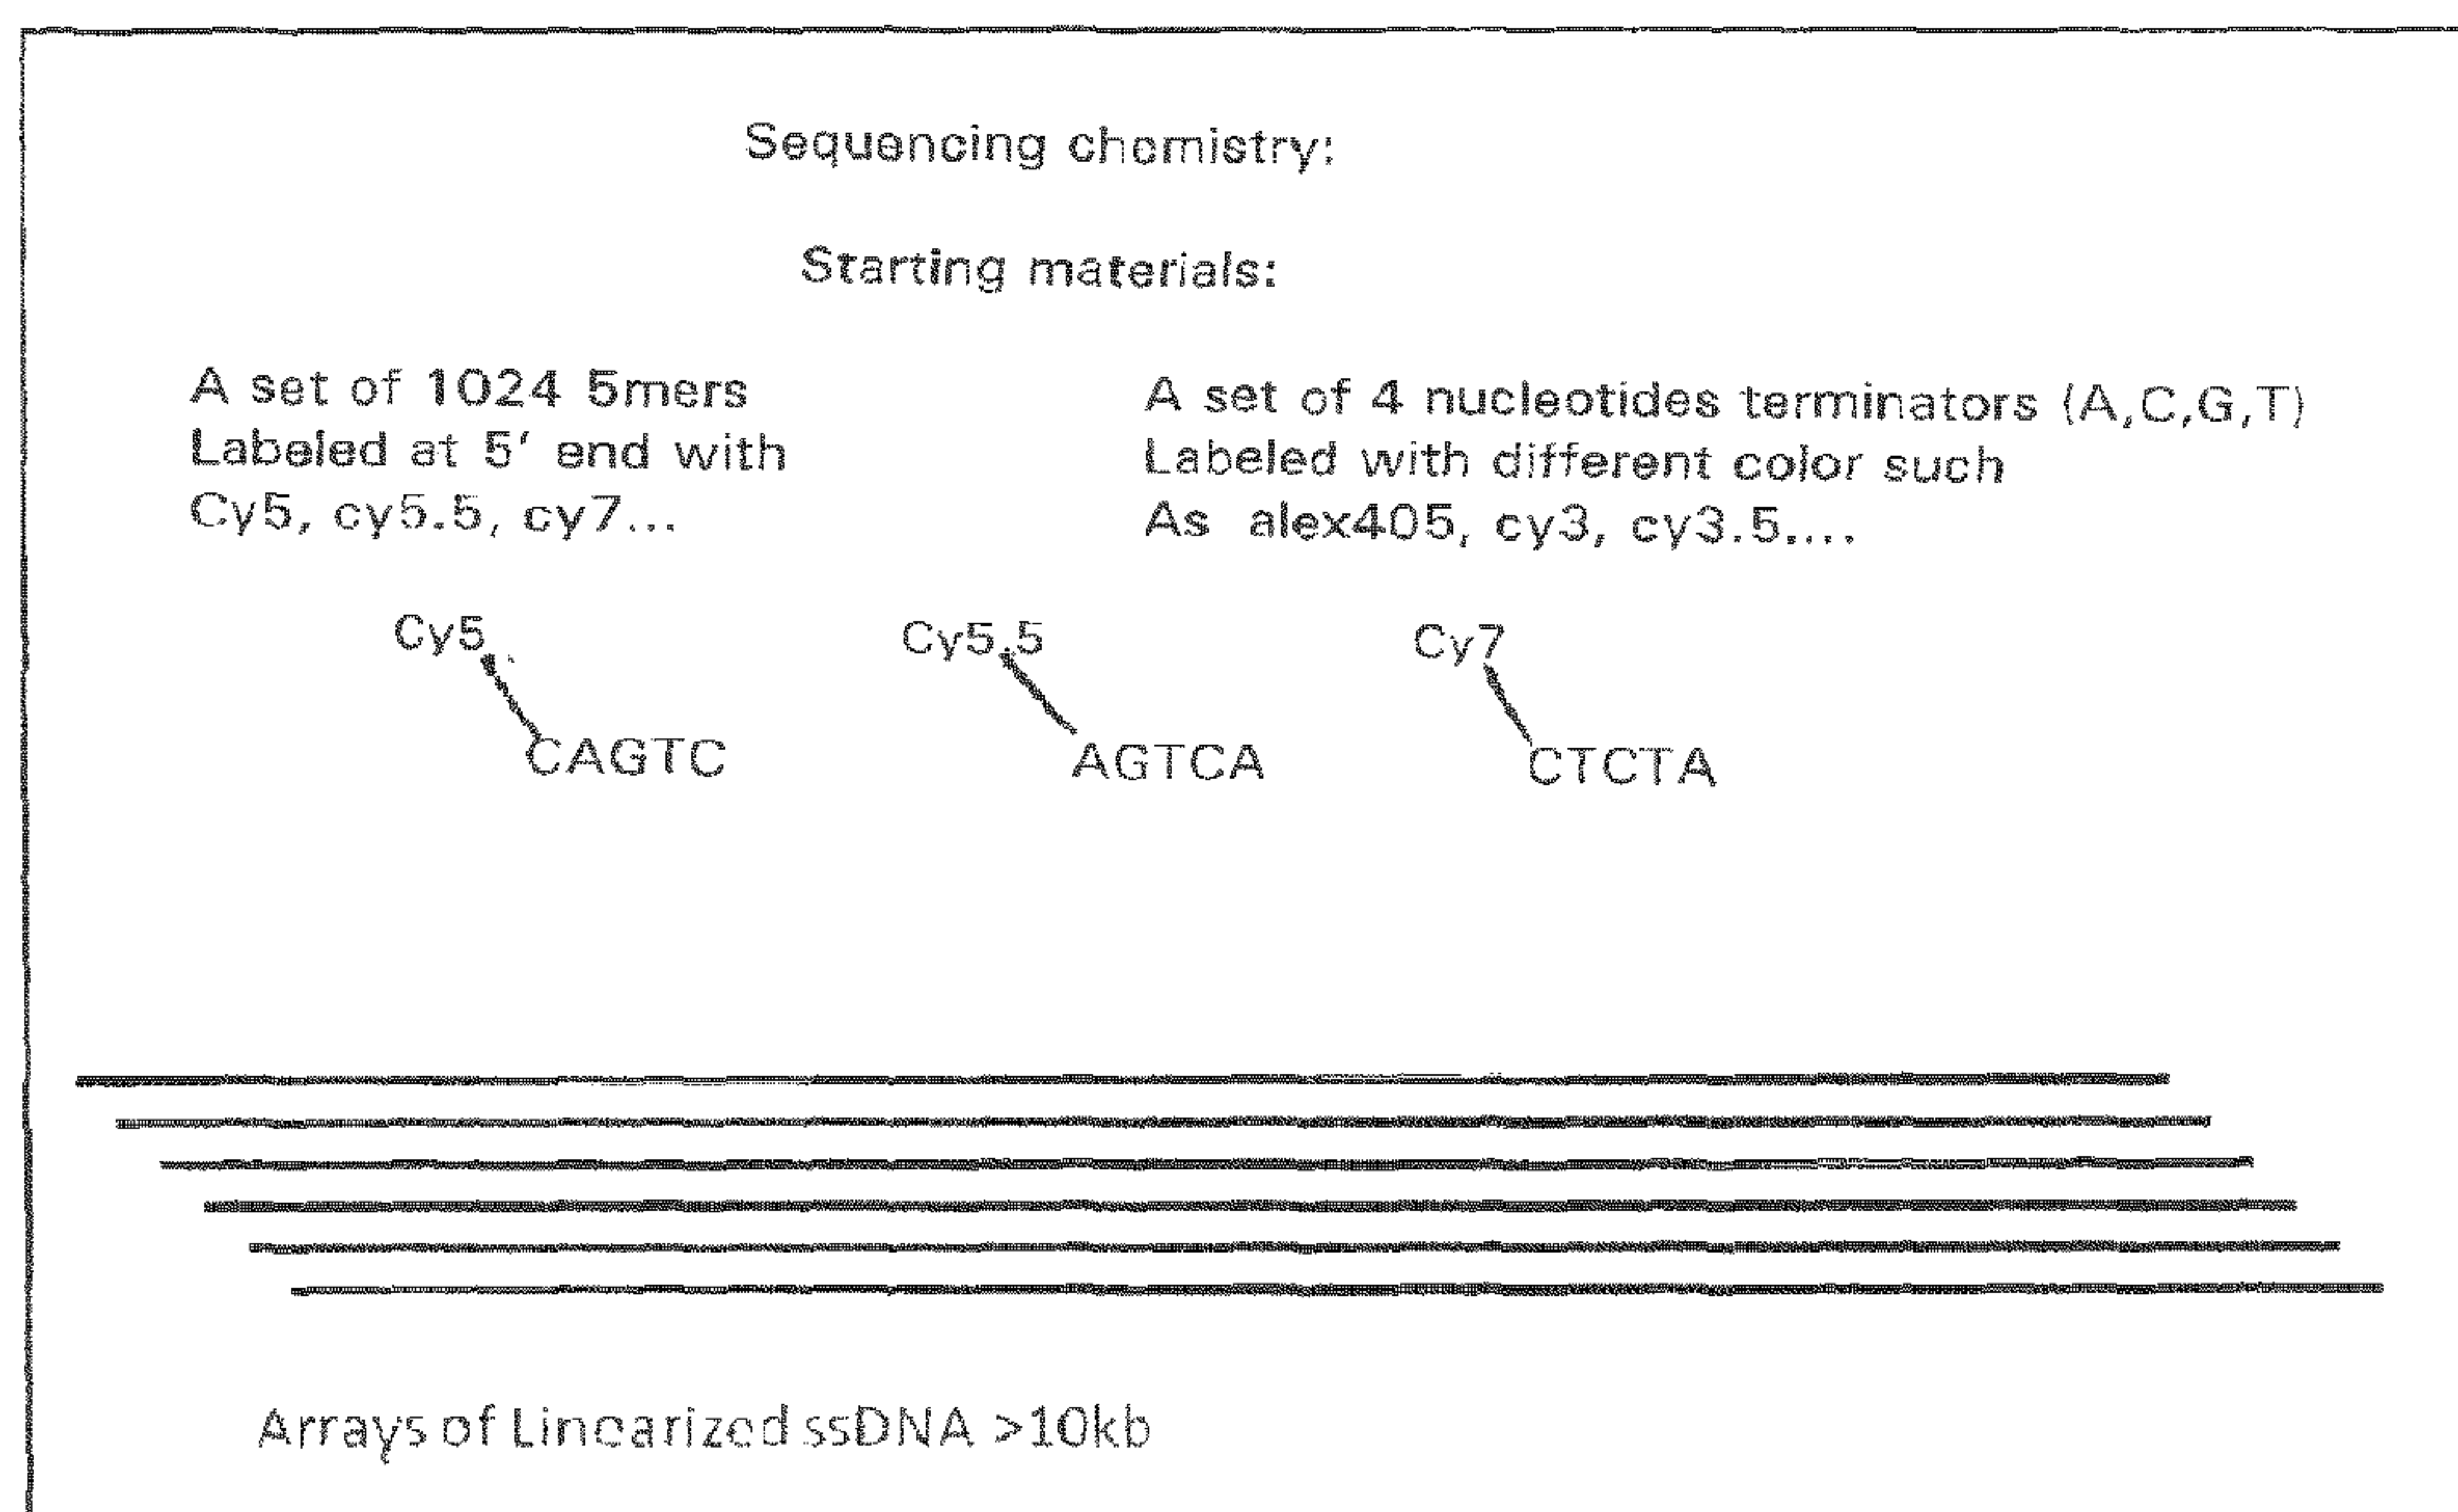 Sequencing chemistry:
Starting materials:
A set of 1024 5mers
Labeled at 5' end with
Cy5, cy5.5, cy7...
A set of 4 nucleotides terminators (A,C,G,T)
Labeled with different color such
As alex405, cy3, cy3.5....
Cy5 Cy5.5 Cy7
CAGTC AGTCA CTCTA
Arrays of Linearized ssDNA >10kb